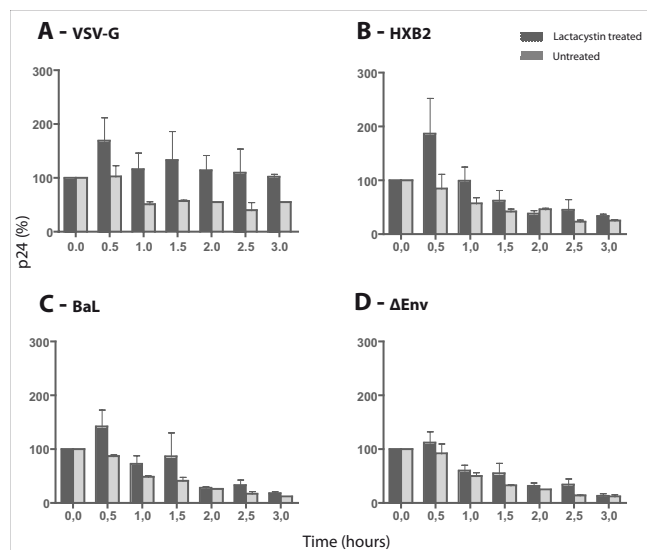 A - VSV-G
B - HXB2
Lactacystin treated
Untreated
300
200
100
0
0.0 0.5 1.0 1.5 2.0 2,5 3.0
300
200
100
0
0,0 0,5 1,0 1,5 2,0 2,5 3,0
p24 (%)
C - BaL
D - ΔEnv
300
200
100
0
0,0 0,5 1,0 1,5 2,0 2,5 3,0
300
200
100
0
0,0 0,5 1,0 1,5 2,0 2,5 3,0
Time (hours)